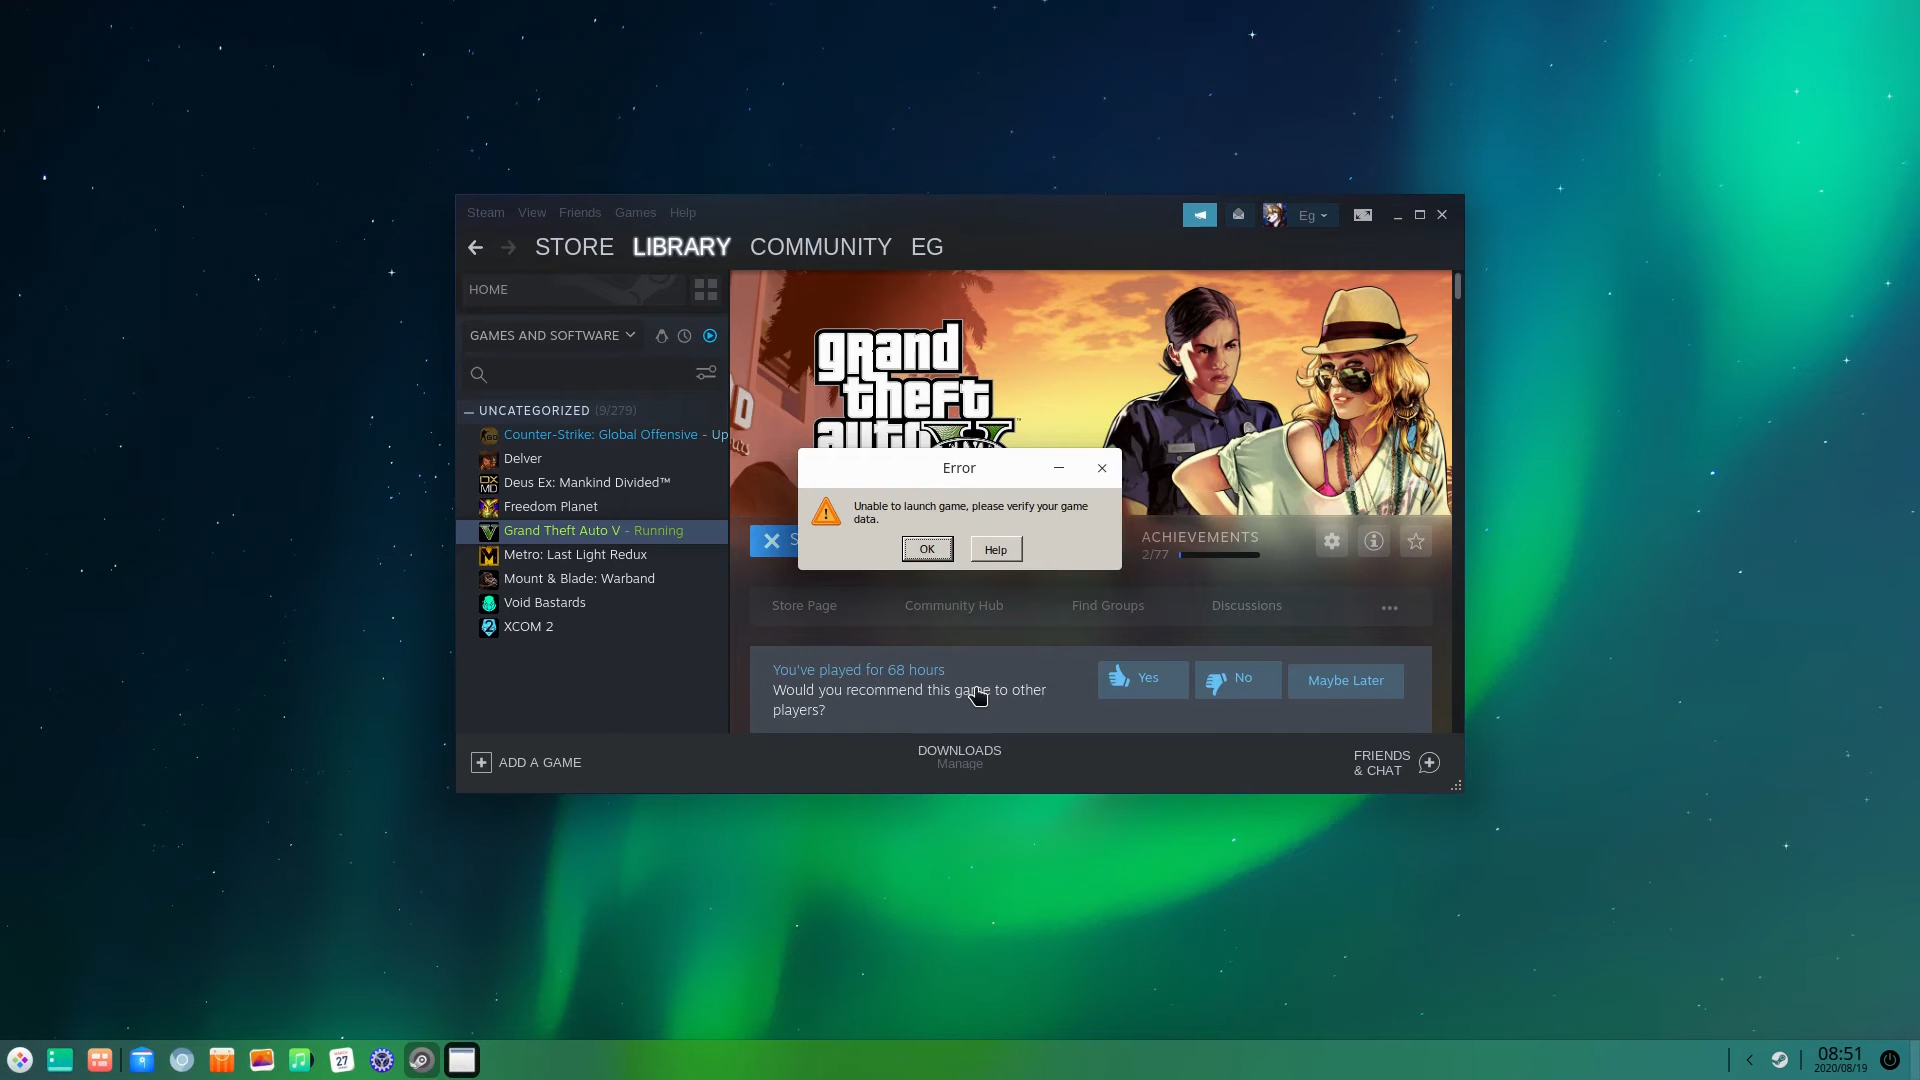 Steam View Friends Games Help
Eg
STORE LIBRARY COMMUNITY EG
HOME
GAMES AND SOFTWARE
UNCATEGORIZED (9/279)
Counter-Strike: Global Offensive - Up
Delver
Deus Ex: Mankind Divided™
Freedom Planet
Grand Theft Auto V - Running
Metro: Last Light Redux
Mount & Blade: Warband
Void Bastards
XCOM 2
grand
theft
auto V
Error
Unable to launch game, please verify your game
data.
OK Help
S
ACHIEVEMENTS
2/77
Store Page Community Hub Find Groups Discussions
You've played for 68 hours
Would you recommend this game to other
players?
Yes No Maybe Later
ADD A GAME
DOWNLOADS
Manage
FRIENDS
& CHAT
27
08:51
2020/08/19